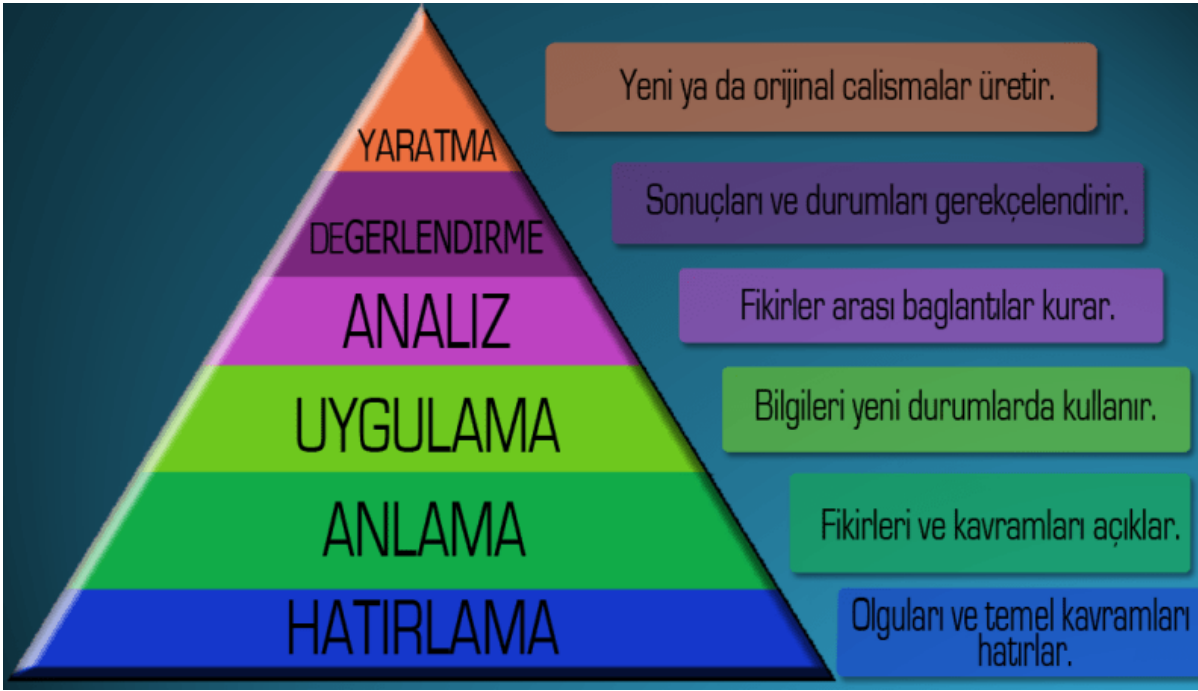 YARATMA
Yeni ya da orijinal calismalar üretir.
DEGERLENDIRME
Sonuçları ve durumları gerekçelendirir.
ANALIZ
Fikirler arası baglantılar kurar.
UYGULAMA
Bilgileri yeni durumlarda kullanır.
ANLAMA
Fikirleri ve kavramları açıklar.
HATIRLAMA
Olguları ve temel kavramları
hatırlar.